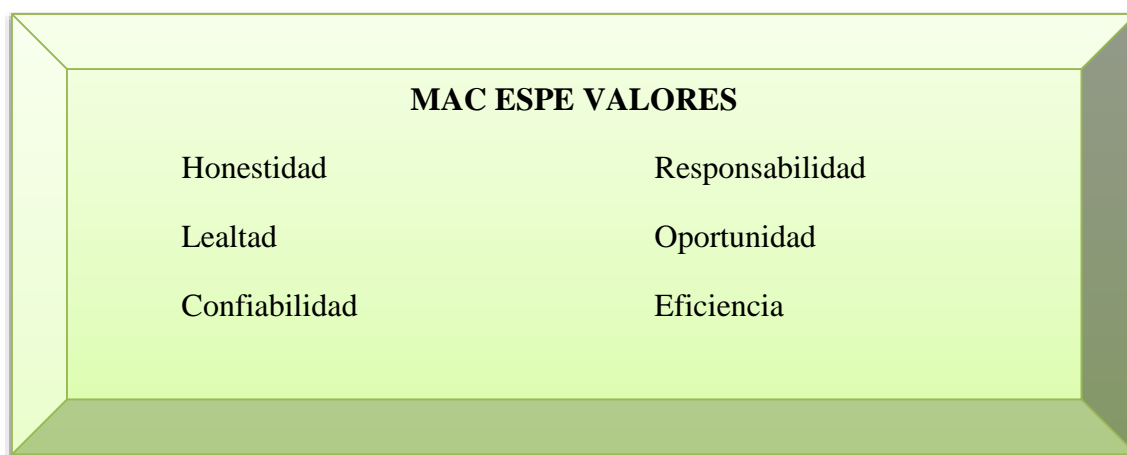 MAC ESPE VALORES
Honestidad Responsabilidad
Lealtad Oportunidad
Confiabilidad Eficiencia